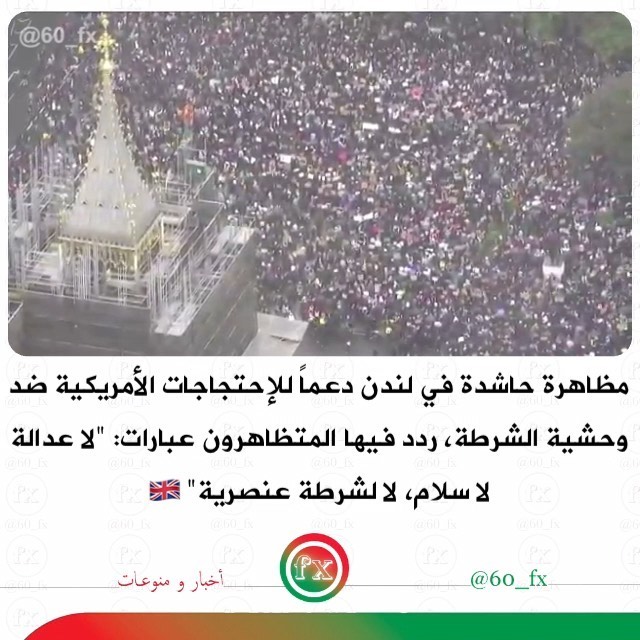 @60_fx
مظاهرة حاشدة في لندن دعماً للإحتجاجات الأمريكية ضد
وحشية الشرطة، ردد فيها المتظاهرون عبارات: "لا عدالة
لا سلام، لا لشرطة عنصرية" 🇬🇧
أخبار و منوعات
fx
@60_fx